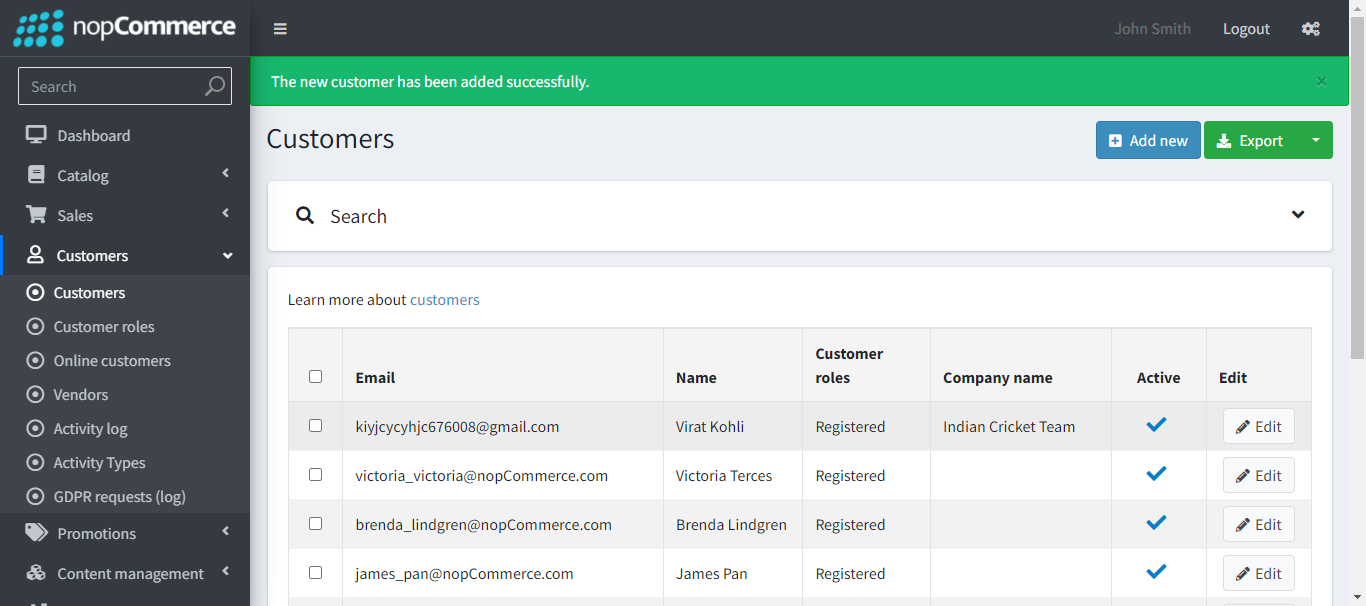 nopCommerce
John Smith
Logout
Search
The new customer has been added successfully.
×
Dashboard
Catalog
Sales
Customers
Customers
Customer roles
Online customers
Vendors
Activity log
Activity Types
GDPR requests (log)
Promotions
Content management
Customers
Add new
Export
Search
Learn more about customers
Email Name Customer roles Company name Active Edit
kiyjcycyhjc676008@gmail.com Virat Kohli Registered Indian Cricket Team Edit
victoria_victoria@nopCommerce.com Victoria Terces Registered Edit
brenda_lindgren@nopCommerce.com Brenda Lindgren Registered Edit
james_pan@nopCommerce.com James Pan Registered Edit